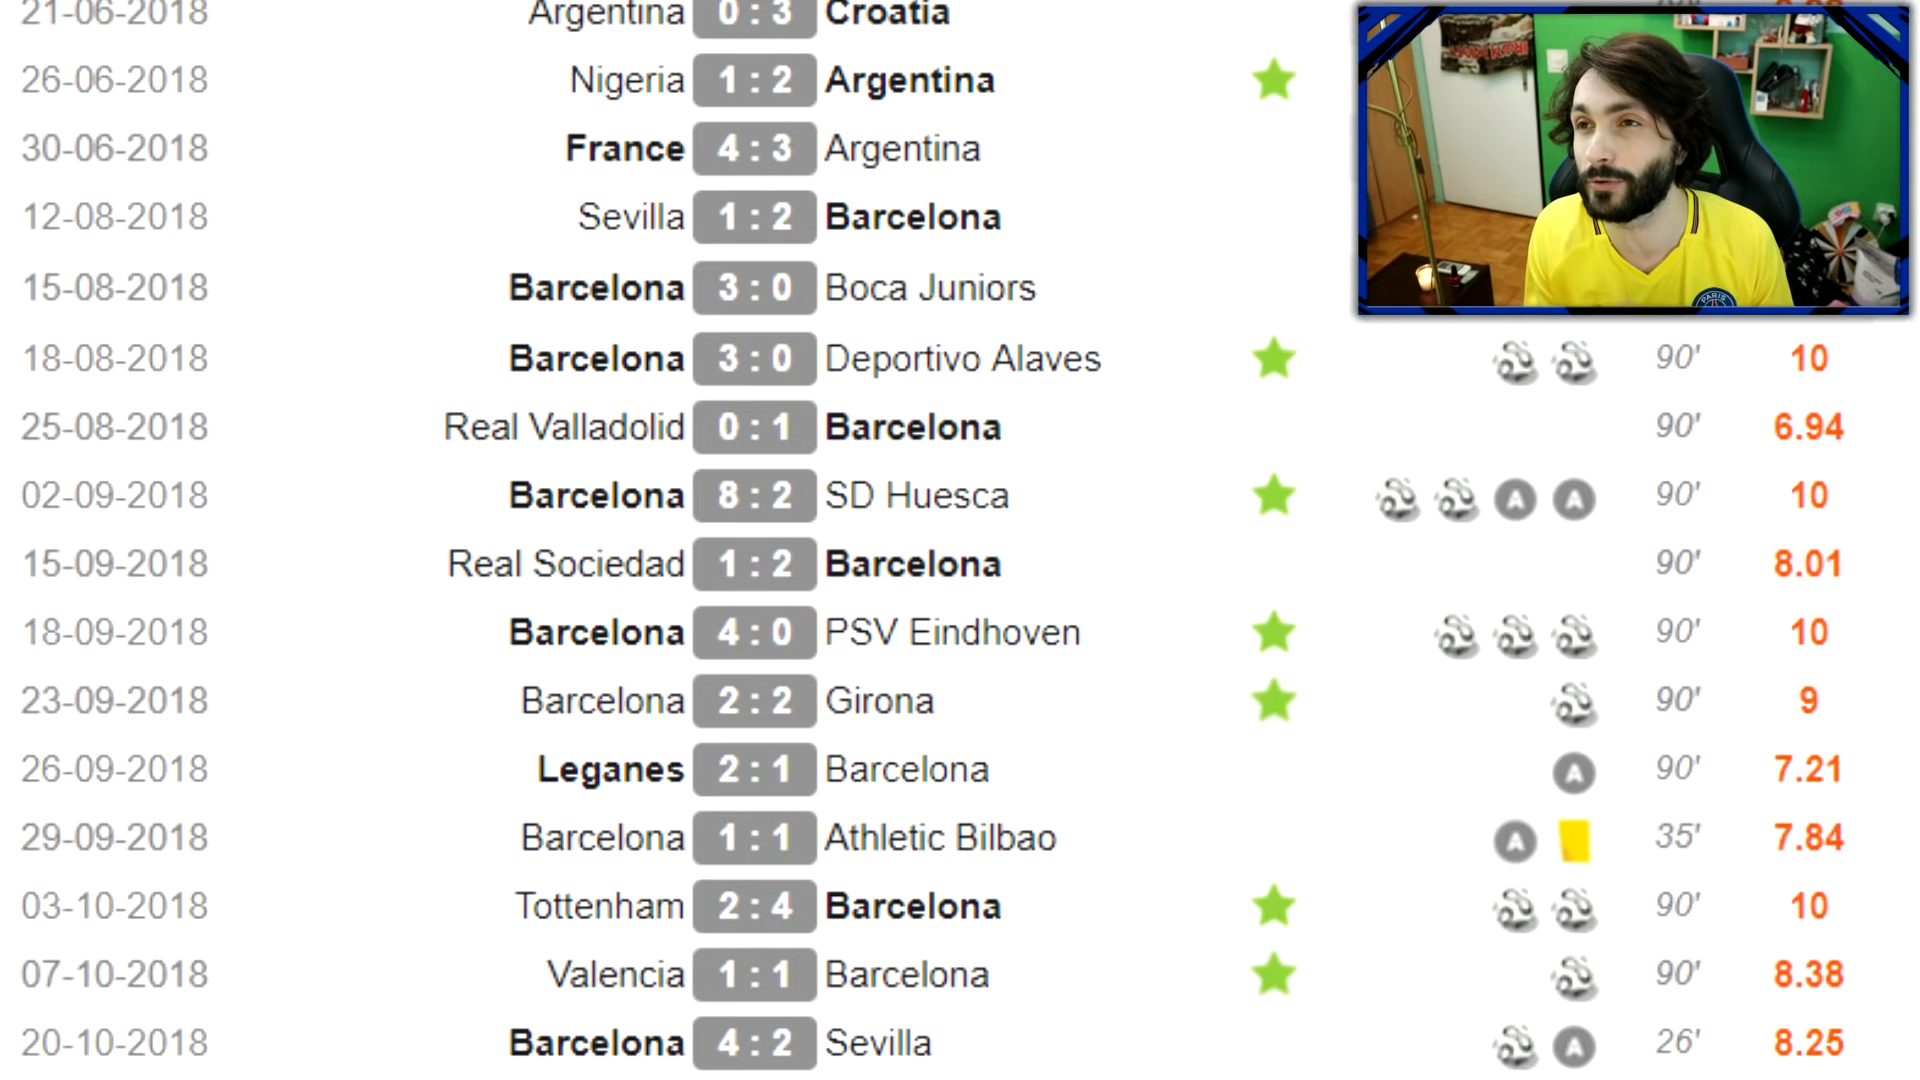 21-06-2018 Argentina 0 : 3 Croatia
26-06-2018 Nigeria 1 : 2 Argentina
30-06-2018 France 4 : 3 Argentina
12-08-2018 Sevilla 1 : 2 Barcelona
15-08-2018 Barcelona 3 : 0 Boca Juniors
18-08-2018 Barcelona 3 : 0 Deportivo Alaves 90' 10
25-08-2018 Real Valladolid 0 : 1 Barcelona 90' 6.94
02-09-2018 Barcelona 8 : 2 SD Huesca A A 90' 10
15-09-2018 Real Sociedad 1 : 2 Barcelona 90' 8.01
18-09-2018 Barcelona 4 : 0 PSV Eindhoven 90' 10
23-09-2018 Barcelona 2 : 2 Girona 90' 9
26-09-2018 Leganes 2 : 1 Barcelona A 90' 7.21
29-09-2018 Barcelona 1 : 1 Athletic Bilbao A 35' 7.84
03-10-2018 Tottenham 2 : 4 Barcelona 90' 10
07-10-2018 Valencia 1 : 1 Barcelona 90' 8.38
20-10-2018 Barcelona 4 : 2 Sevilla A 26' 8.25
PARIS